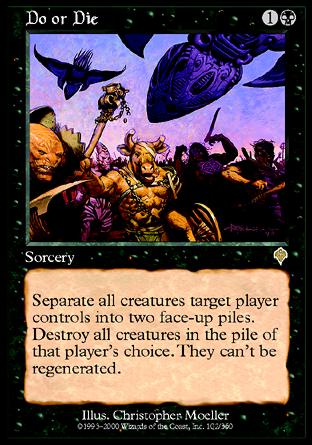 Do or Die 1
Sorcery
Separate all creatures target player
controls into two face-up piles.
Destroy all creatures in the pile of
that player's choice. They can't be
regenerated.
Illus. Christopher Moeller
©1993-2000 Wizards of the Coast, Inc. 102/350